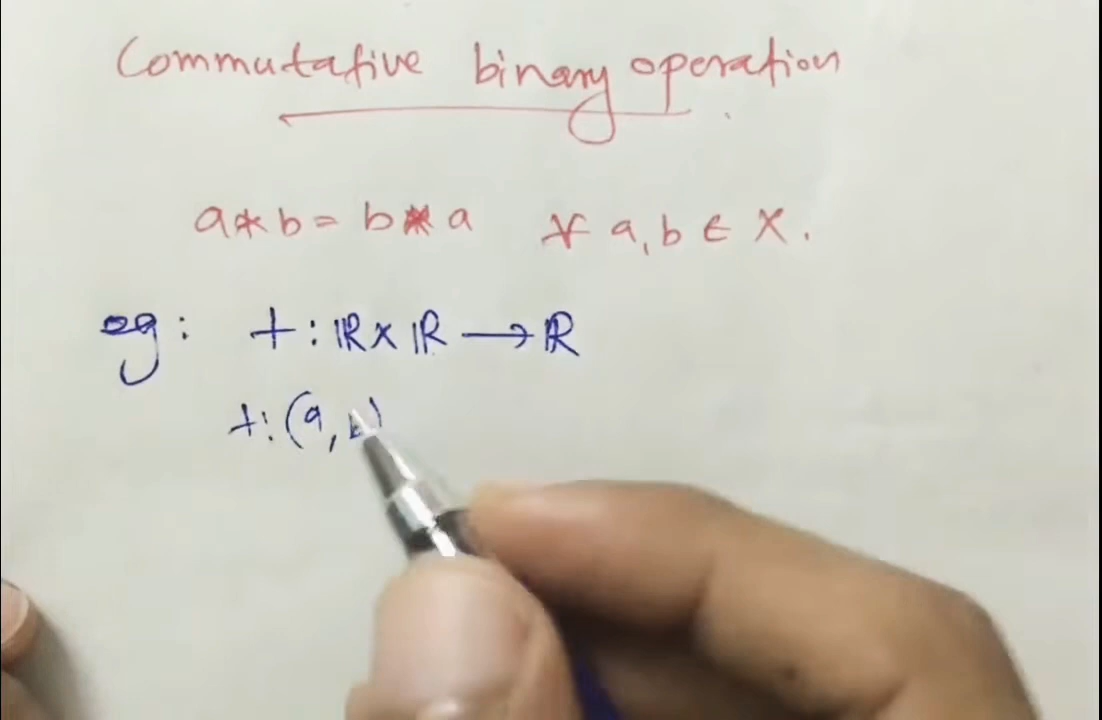 Commutative binary operation
a * b = b * a ∀ a, b ∈ X.
eg: + : ℝ × ℝ → ℝ
+: (a, b)